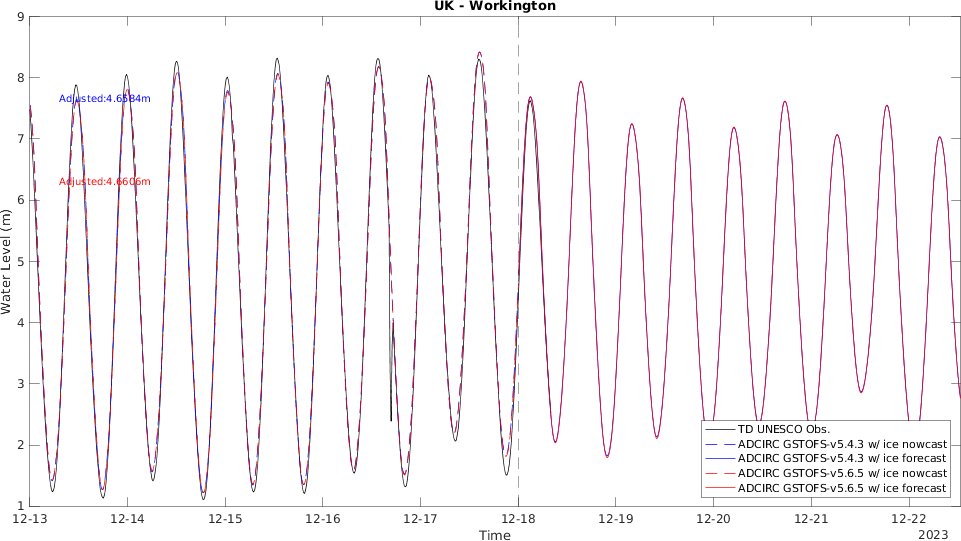 UK - Workington
9
8
7
6
5
4
3
2
1
Water Level (m)
Adjusted:4.6584m
Adjusted:4.6606m
TD UNESCO Obs.
ADCIRC GSTOFS-v5.4.3 w/ ice nowcast
ADCIRC GSTOFS-v5.4.3 w/ ice forecast
ADCIRC GSTOFS-v5.6.5 w/ ice nowcast
ADCIRC GSTOFS-v5.6.5 w/ ice forecast
12-13 12-14 12-15 12-16 12-17 12-18 12-19 12-20 12-21 12-22
Time
2023